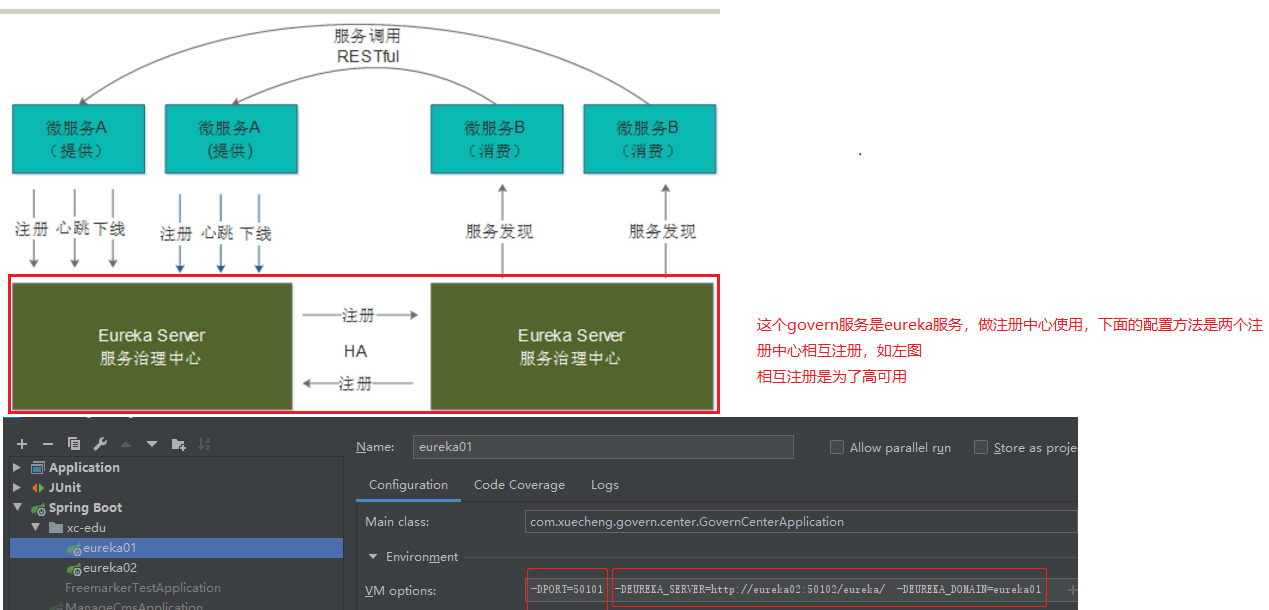 服务调用
RESTful
微服务A
（提供）
微服务A
(提供)
微服务B
（消费）
微服务B
（消费）
注册 心跳 下线
注册 心跳 下线
服务发现
服务发现
Eureka Server
服务治理中心
注册
HA
注册
Eureka Server
服务治理中心
这个govern服务是eureka服务，做注册中心使用，下面的配置方法是两个注
册中心相互注册，如左图
相互注册是为了高可用
Application
JUnit
Spring Boot
xc-edu
eureka01
eureka02
FreemarkerTestApplication
ManageCmsApplication
Name: eureka01
Allow parallel run
Store as proje
Configuration Code Coverage Logs
Main class: com.xuecheng.govern.center.GovernCenterApplication
Environment
VM options: -DPORT=50101 -DEUREKA_SERVER=http://eureka02:50102/eureka/ -DEUREKA_DOMAIN=eureka01